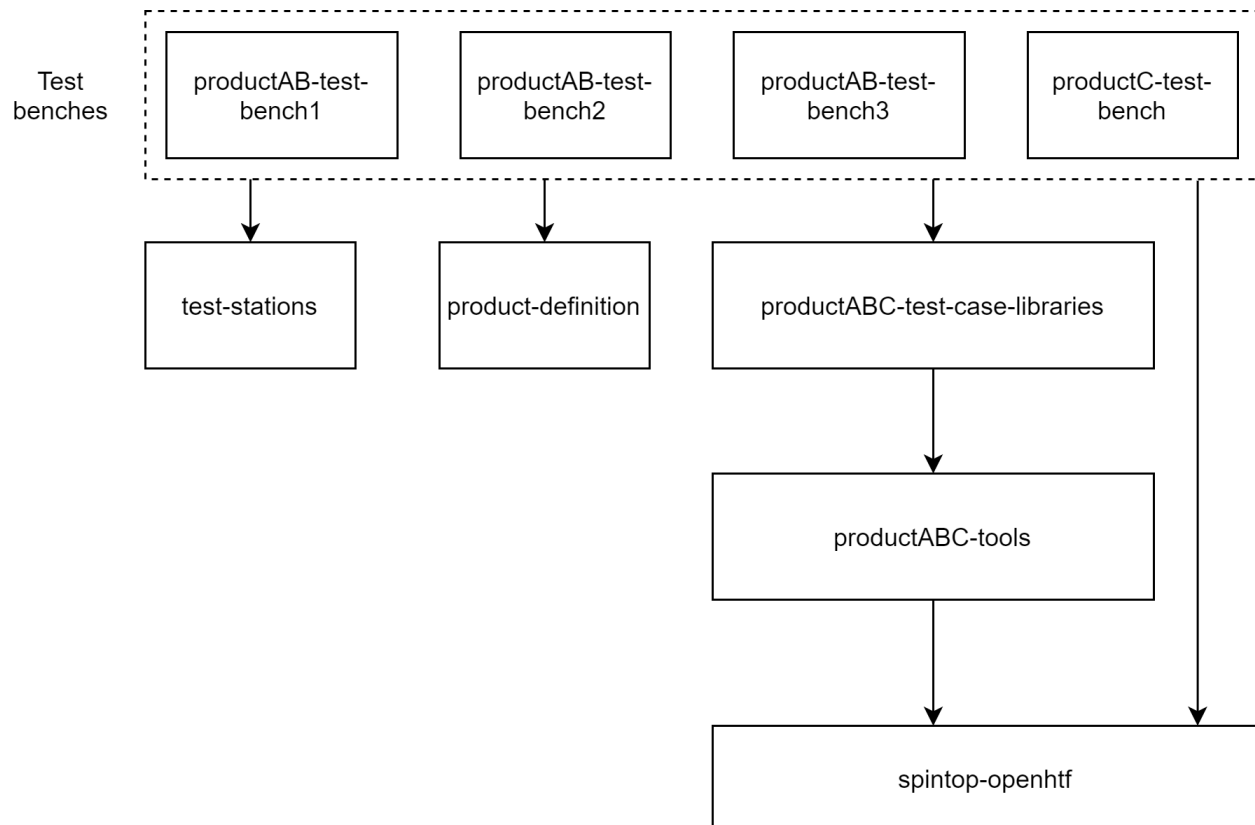 Test
benches
productAB-test-
bench1
productAB-test-
bench2
productAB-test-
bench3
productC-test-
bench
test-stations
product-definition
productABC-test-case-libraries
productABC-tools
spintop-openhtf